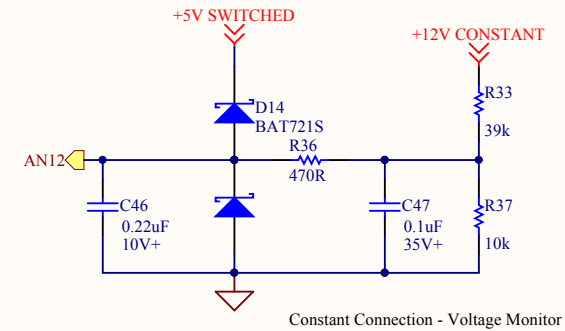 +5V SWITCHED
+12V CONSTANT
D14
BAT721S
R33
39k
R36
470R
AN12
C46
0.22uF
10V+
C47
0.1uF
35V+
R37
10k
Constant Connection - Voltage Monitor